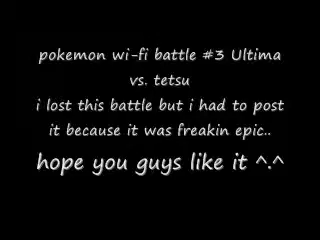 pokemon wi-fi battle #3 Ultima
vs. tetsu
i lost this battle but i had to post
it because it was freakin epic..
hope you guys like it ^.^